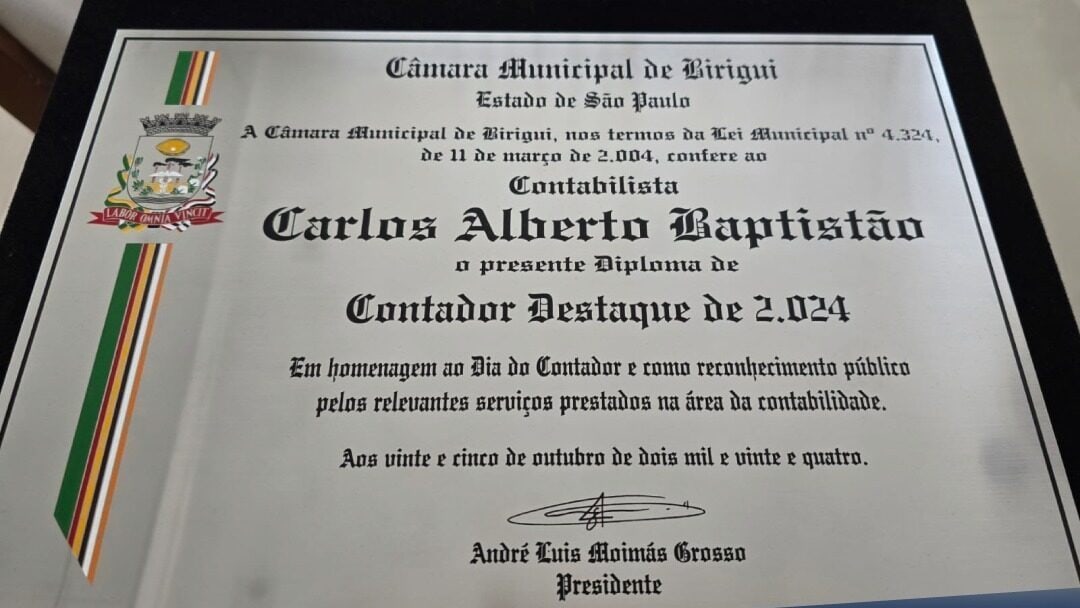 Câmara Municipal de Birigui
Estado de São Paulo
A Câmara Municipal de Birigui, nos termos da Lei Municipal nº 4.324,
de 11 de março de 2.004, confere ao
Contabilista
Carlos Alberto Baptistão
o presente Diploma de
Contador Destaque de 2.024
Em homenagem ao Dia do Contador e como reconhecimento público
pelos relevantes serviços prestados na área da contabilidade.
Aos vinte e cinco de outubro de dois mil e vinte e quatro.
André Luis Moimás Grosso
Presidente
LABOR OMNIA VINCIT